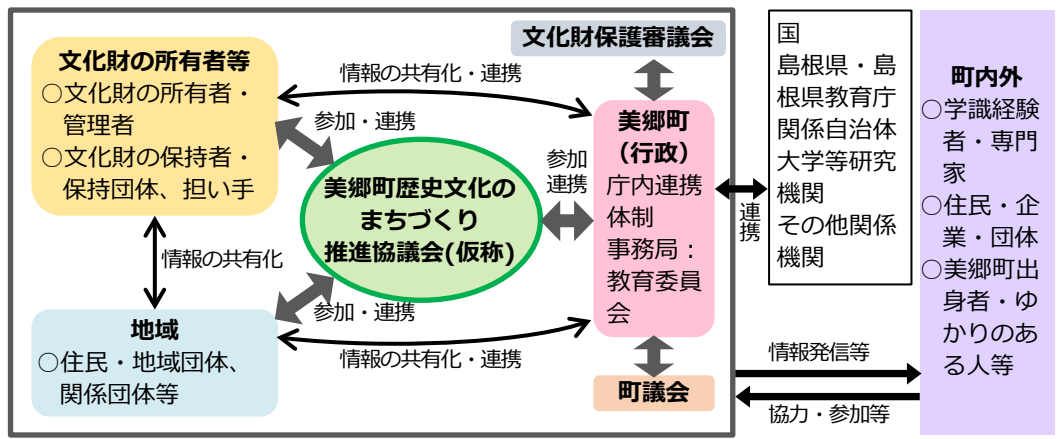 文化財保護審議会
文化財の所有者等
○文化財の所有者・
管理者
○文化財の保持者・
保持団体、担い手
情報の共有化・連携
参加・連携
美郷町歴史文化の
まちづくり
推進協議会(仮称)
参加
連携
美郷町
（行政）
庁内連携
体制
事務局：
教育委員
会
情報の共有化
参加・連携
地域
○住民・地域団体、
関係団体等
情報の共有化・連携
町議会
連携
国
島根県・島
根県教育庁
関係自治体
大学等研究
機関
その他関係
機関
町内外
○学識経験
者・専門
家
○住民・企
業・団体
○美郷町出
身者・ゆ
かりのあ
る人等
情報発信等
協力・参加等